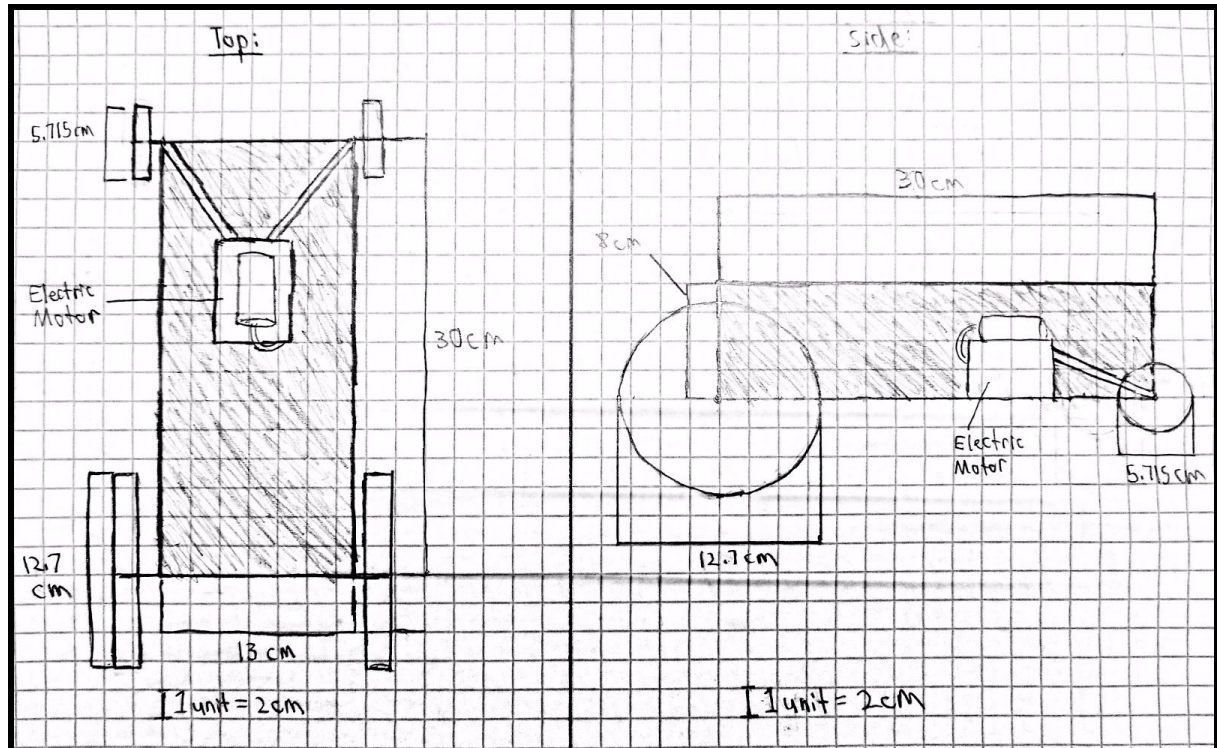 Top:
5.715cm
Electric
Motor
30cm
12.7
cm
13 cm
I 1 unit = 2cm
Side:
30cm
8cm
Electric
Motor
5.715cm
12.7cm
I 1 unit = 2cm